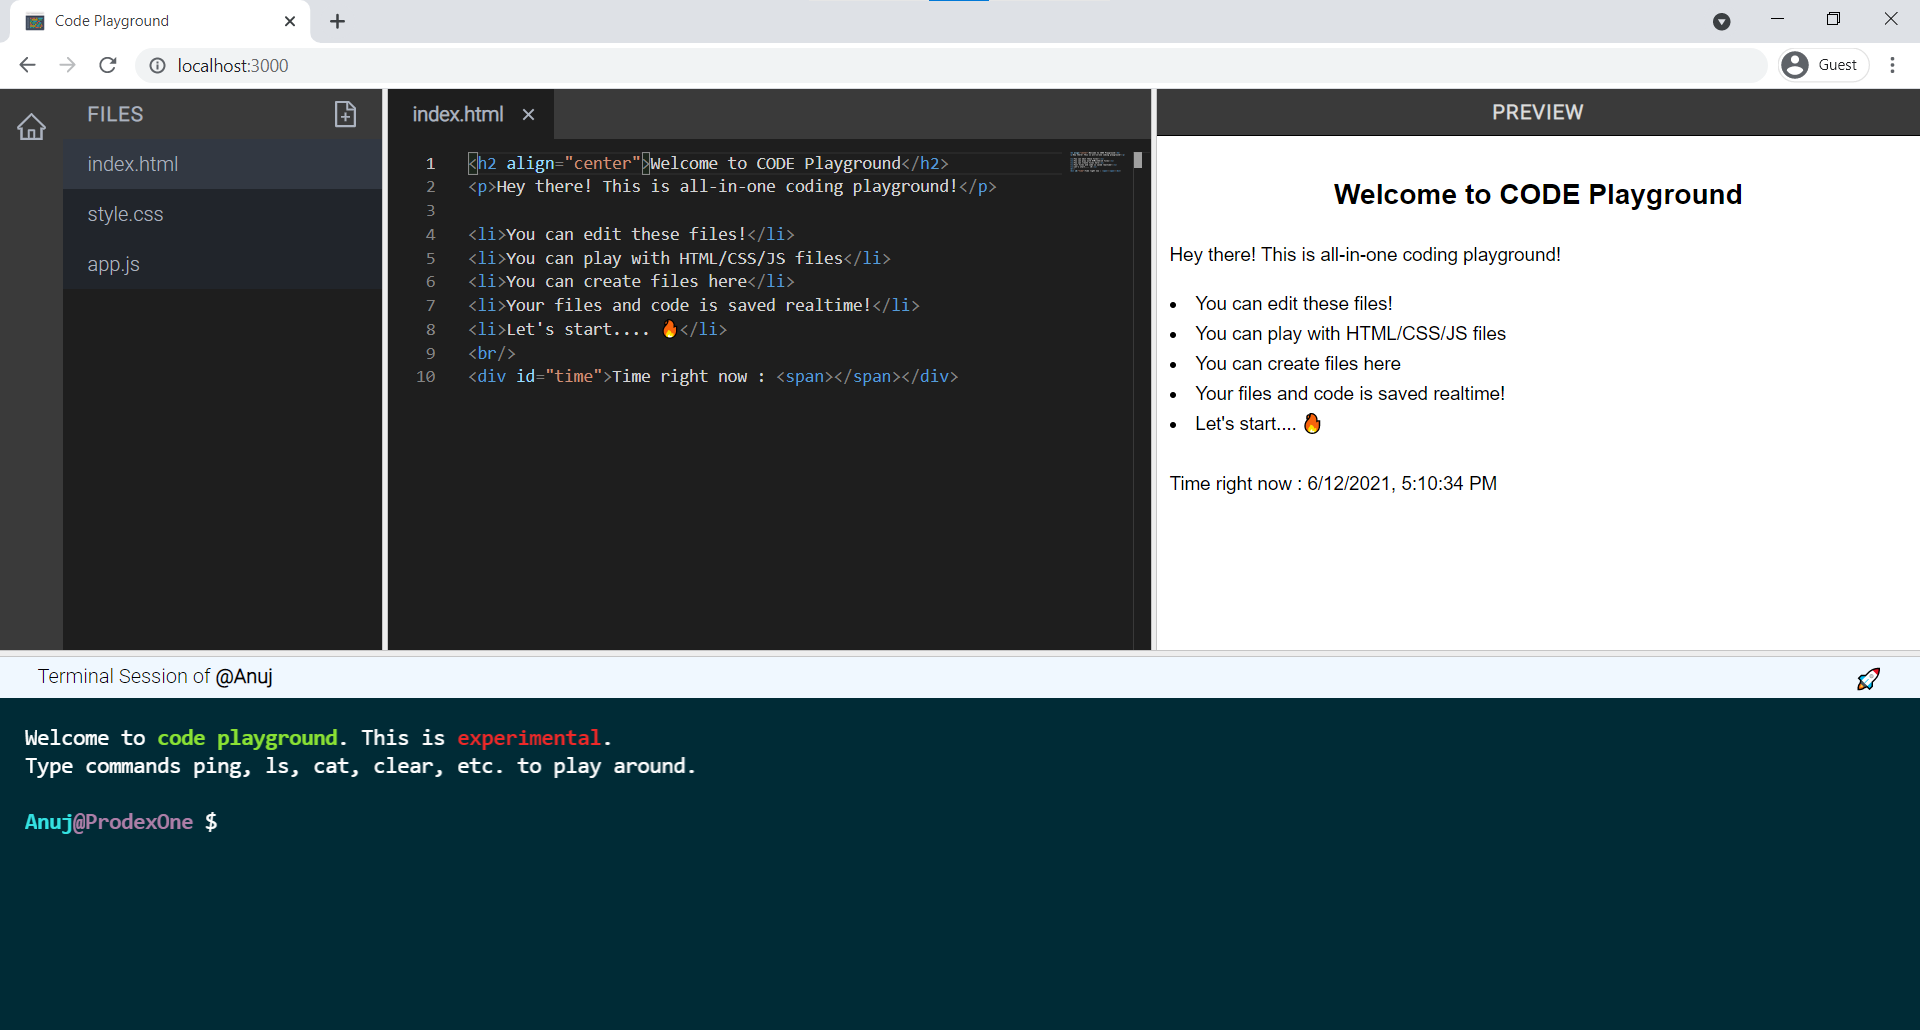 Code Playground
localhost:3000
Guest
FILES
index.html
style.css
app.js
index.html
1 <h2 align="center">Welcome to CODE Playground</h2>
2 <p>Hey there! This is all-in-one coding playground!</p>
3
4 <li>You can edit these files!</li>
5 <li>You can play with HTML/CSS/JS files</li>
6 <li>You can create files here</li>
7 <li>Your files and code is saved realtime!</li>
8 <li>Let's start.... 🔥</li>
9 <br/>
10 <div id="time">Time right now : <span></span></div>
PREVIEW
Welcome to CODE Playground
Hey there! This is all-in-one coding playground!
• You can edit these files!
• You can play with HTML/CSS/JS files
• You can create files here
• Your files and code is saved realtime!
• Let's start.... 🔥
Time right now : 6/12/2021, 5:10:34 PM
Terminal Session of @Anuj
Welcome to code playground. This is experimental.
Type commands ping, ls, cat, clear, etc. to play around.
Anuj@ProdexOne $